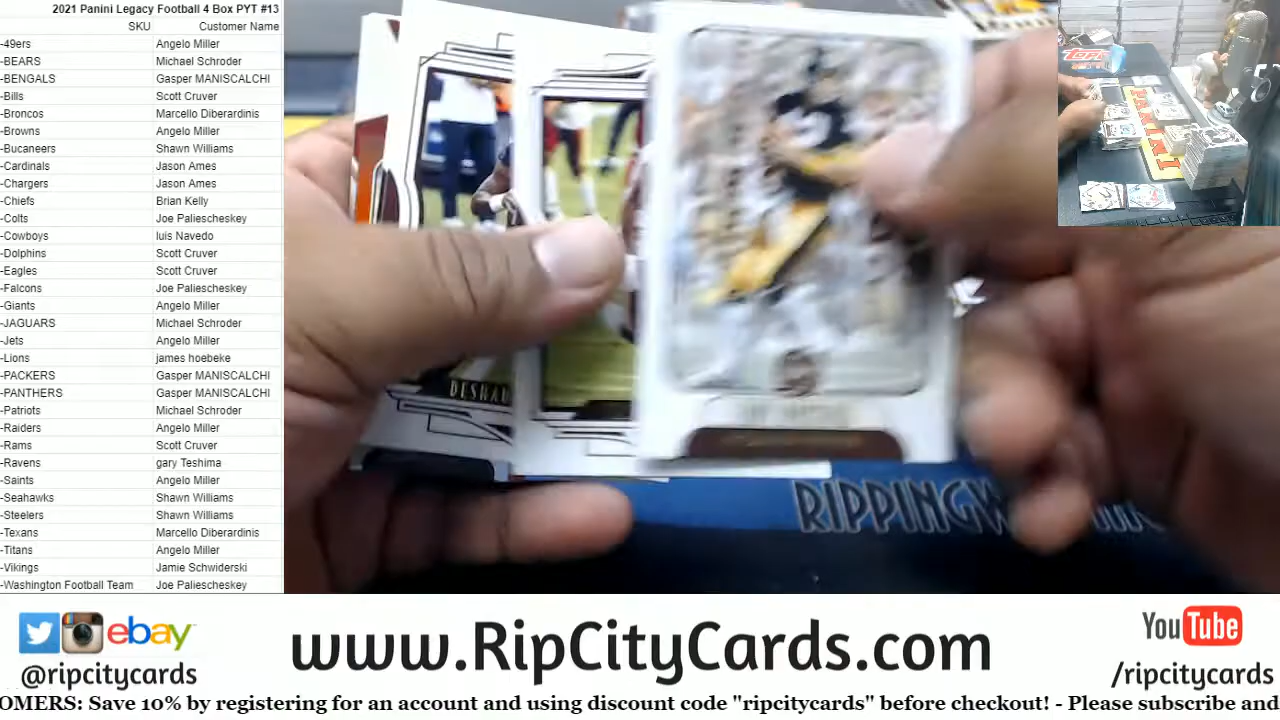 2021 Panini Legacy Football 4 Box PYT #13
SKU Customer Name
-49ers Angelo Miller
-BEARS Michael Schroder
-BENGALS Gasper MANISCALCHI
-Bills Scott Cruver
-Broncos Marcello Diberardinis
-Browns Angelo Miller
-Bucaneers Shawn Williams
-Cardinals Jason Ames
-Chargers Jason Ames
-Chiefs Brian Kelly
-Colts Joe Paliescheskey
-Cowboys luis Navedo
-Dolphins Scott Cruver
-Eagles Scott Cruver
-Falcons Joe Paliescheskey
-Giants Angelo Miller
-JAGUARS Michael Schroder
-Jets Angelo Miller
-Lions james hoebeke
-PACKERS Gasper MANISCALCHI
-PANTHERS Gasper MANISCALCHI
-Patriots Michael Schroder
-Raiders Angelo Miller
-Rams Scott Cruver
-Ravens gary Teshima
-Saints Angelo Miller
-Seahawks Shawn Williams
-Steelers Shawn Williams
-Texans Marcello Diberardinis
-Titans Angelo Miller
-Vikings Jamie Schwiderski
-Washington Football Team Joe Paliescheskey
DESHAU
RIPPINGW
Topps
PANINI
ebay
@ripcitycards
www.RipCityCards.com
YouTube
/ripcitycards
OMERS: Save 10% by registering for an account and using discount code "ripcitycards" before checkout! - Please subscribe and